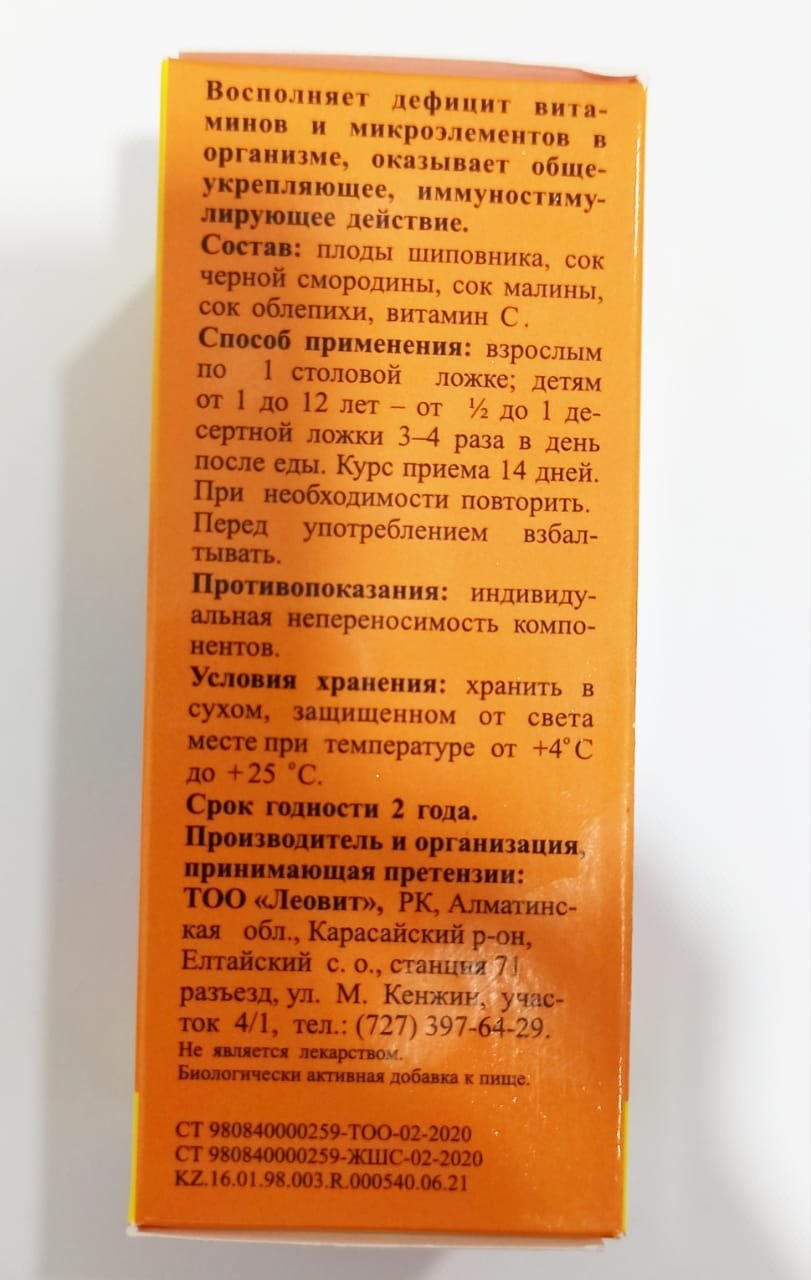 Восполняет дефицит вита-
минов и микроэлементов в
организме, оказывает обще-
укрепляющее, иммуностиму-
лирующее действие.
Состав: плоды шиповника, сок
черной смородины, сок малины,
сок облепихи, витамин С.
Способ применения: взрослым
по 1 столовой ложке; детям
от 1 до 12 лет – от ½ до 1 де-
сертной ложки 3–4 раза в день
после еды. Курс приема 14 дней.
При необходимости повторить.
Перед употреблением взбал-
тывать.
Противопоказания: индивиду-
альная непереносимость компо-
нентов.
Условия хранения: хранить в
сухом, защищенном от света
месте при температуре от +4°С
до +25 °С.
Срок годности 2 года.
Производитель и организация,
принимающая претензии:
ТОО «Леовит», РК, Алматинс-
кая обл., Карасайский р-он,
Елтайский с. о., станция 71
разъезд, ул. М. Кенжин, учас-
ток 4/1, тел.: (727) 397-64-29.
Не является лекарством.
Биологически активная добавка к пище.
СТ 980840000259-ТОО-02-2020
СТ 980840000259-ЖШС-02-2020
KZ.16.01.98.003.R.000540.06.21